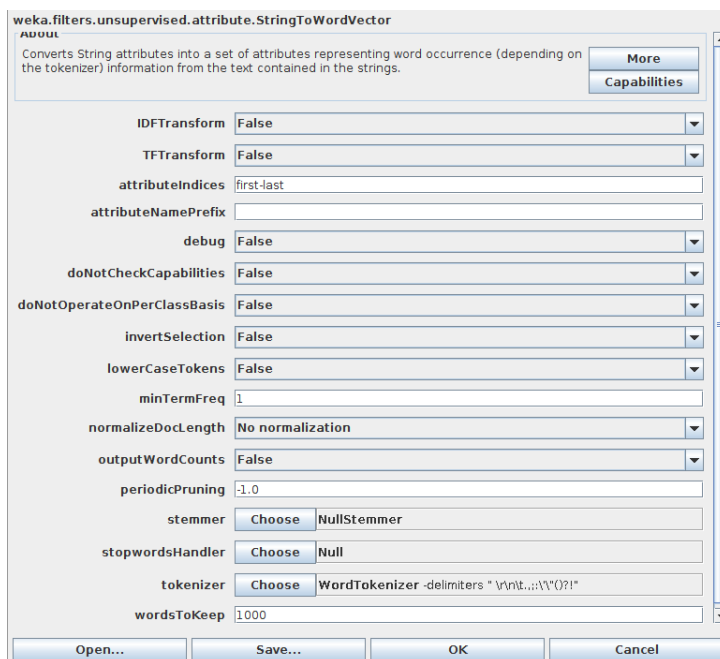 weka.filters.unsupervised.attribute.StringToWordVector
About
Converts String attributes into a set of attributes representing word occurrence (depending on
the tokenizer) information from the text contained in the strings.
More
Capabilities
IDFTransform False
TFTransform False
attributeIndices first-last
attributeNamePrefix
debug False
doNotCheckCapabilities False
doNotOperateOnPerClassBasis False
invertSelection False
lowerCaseTokens False
minTermFreq 1
normalizeDocLength No normalization
outputWordCounts False
periodicPruning -1.0
stemmer Choose NullStemmer
stopwordsHandler Choose Null
tokenizer Choose WordTokenizer -delimiters " \r\n\t.,;:\'\"()?!"
wordsToKeep 1000
Open... Save... OK Cancel